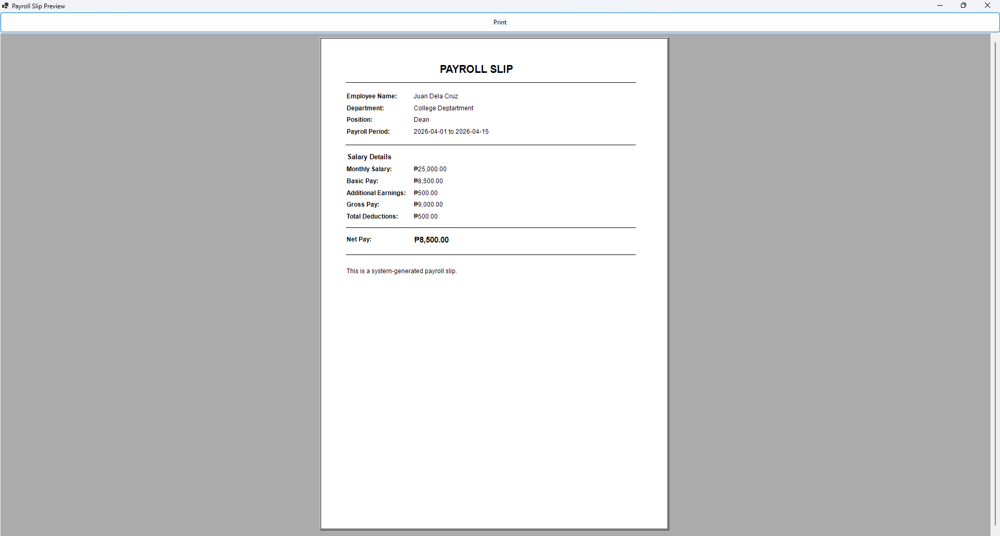 Payroll Slip Preview
Print
PAYROLL SLIP
Employee Name: Juan Dela Cruz
Department: College Deptartment
Position: Dean
Payroll Period: 2026-04-01 to 2026-04-15
Salary Details
Monthly Salary: ₱25,000.00
Basic Pay: ₱8,500.00
Additional Earnings: ₱500.00
Gross Pay: ₱9,000.00
Total Deductions: ₱500.00
Net Pay: ₱8,500.00
This is a system-generated payroll slip.